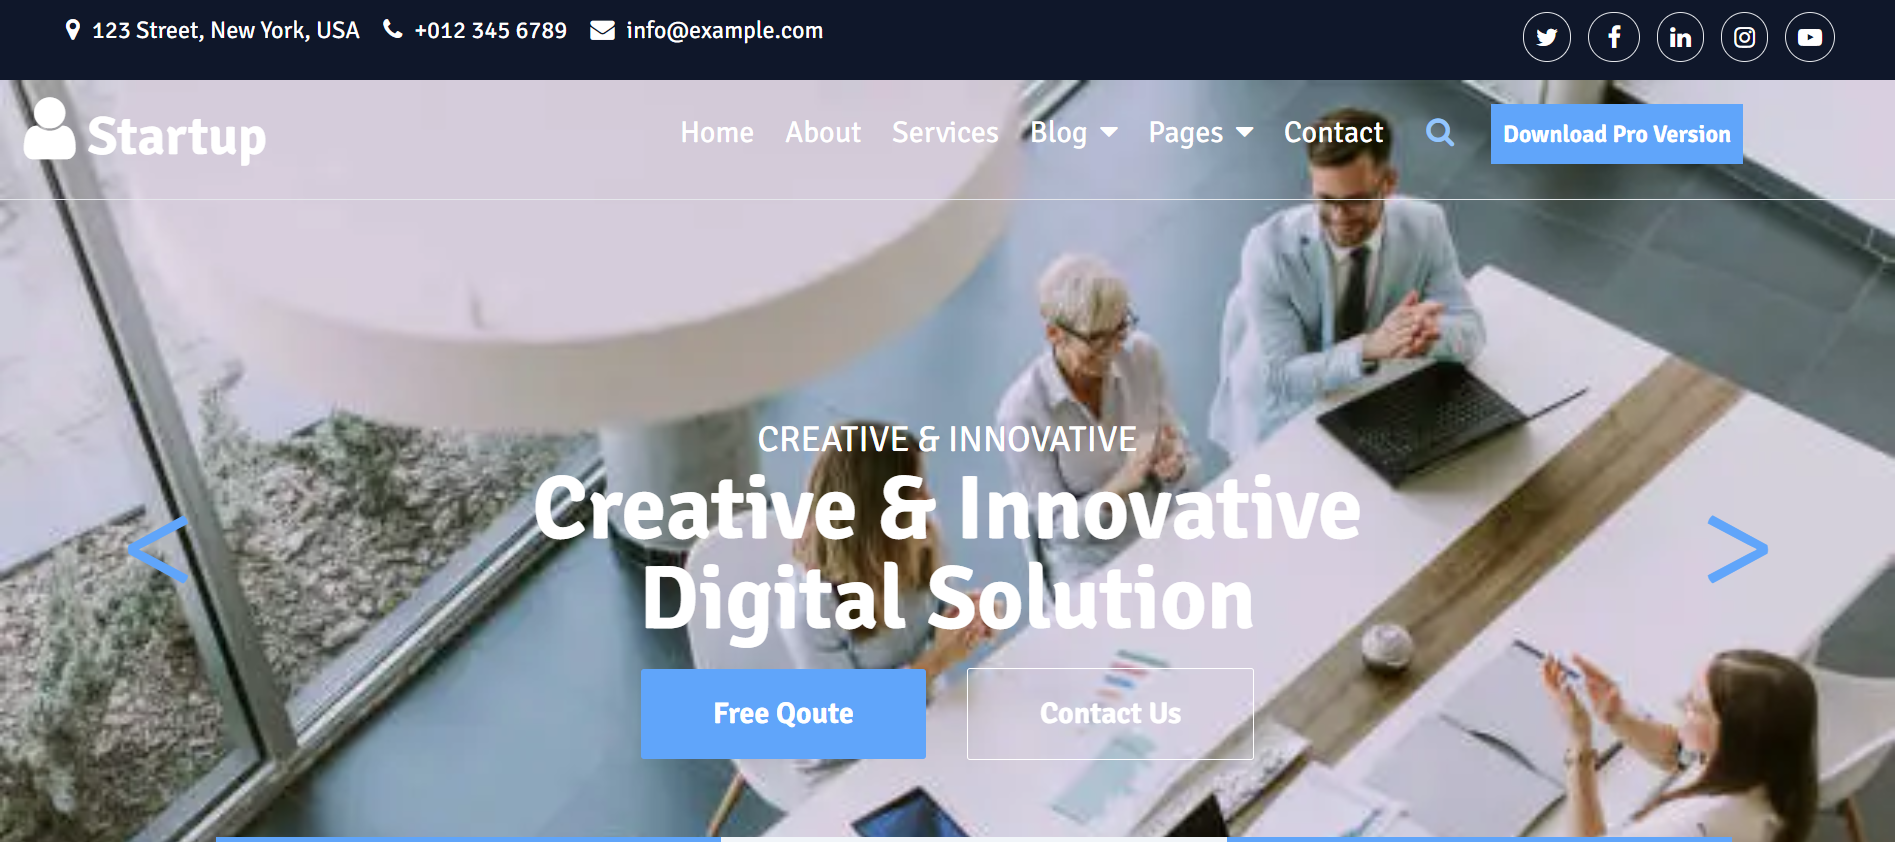 123 Street, New York, USA +012 345 6789 info@example.com
Startup
Home About Services Blog Pages Contact Download Pro Version
CREATIVE & INNOVATIVE
Creative & Innovative
Digital Solution
Free Qoute Contact Us